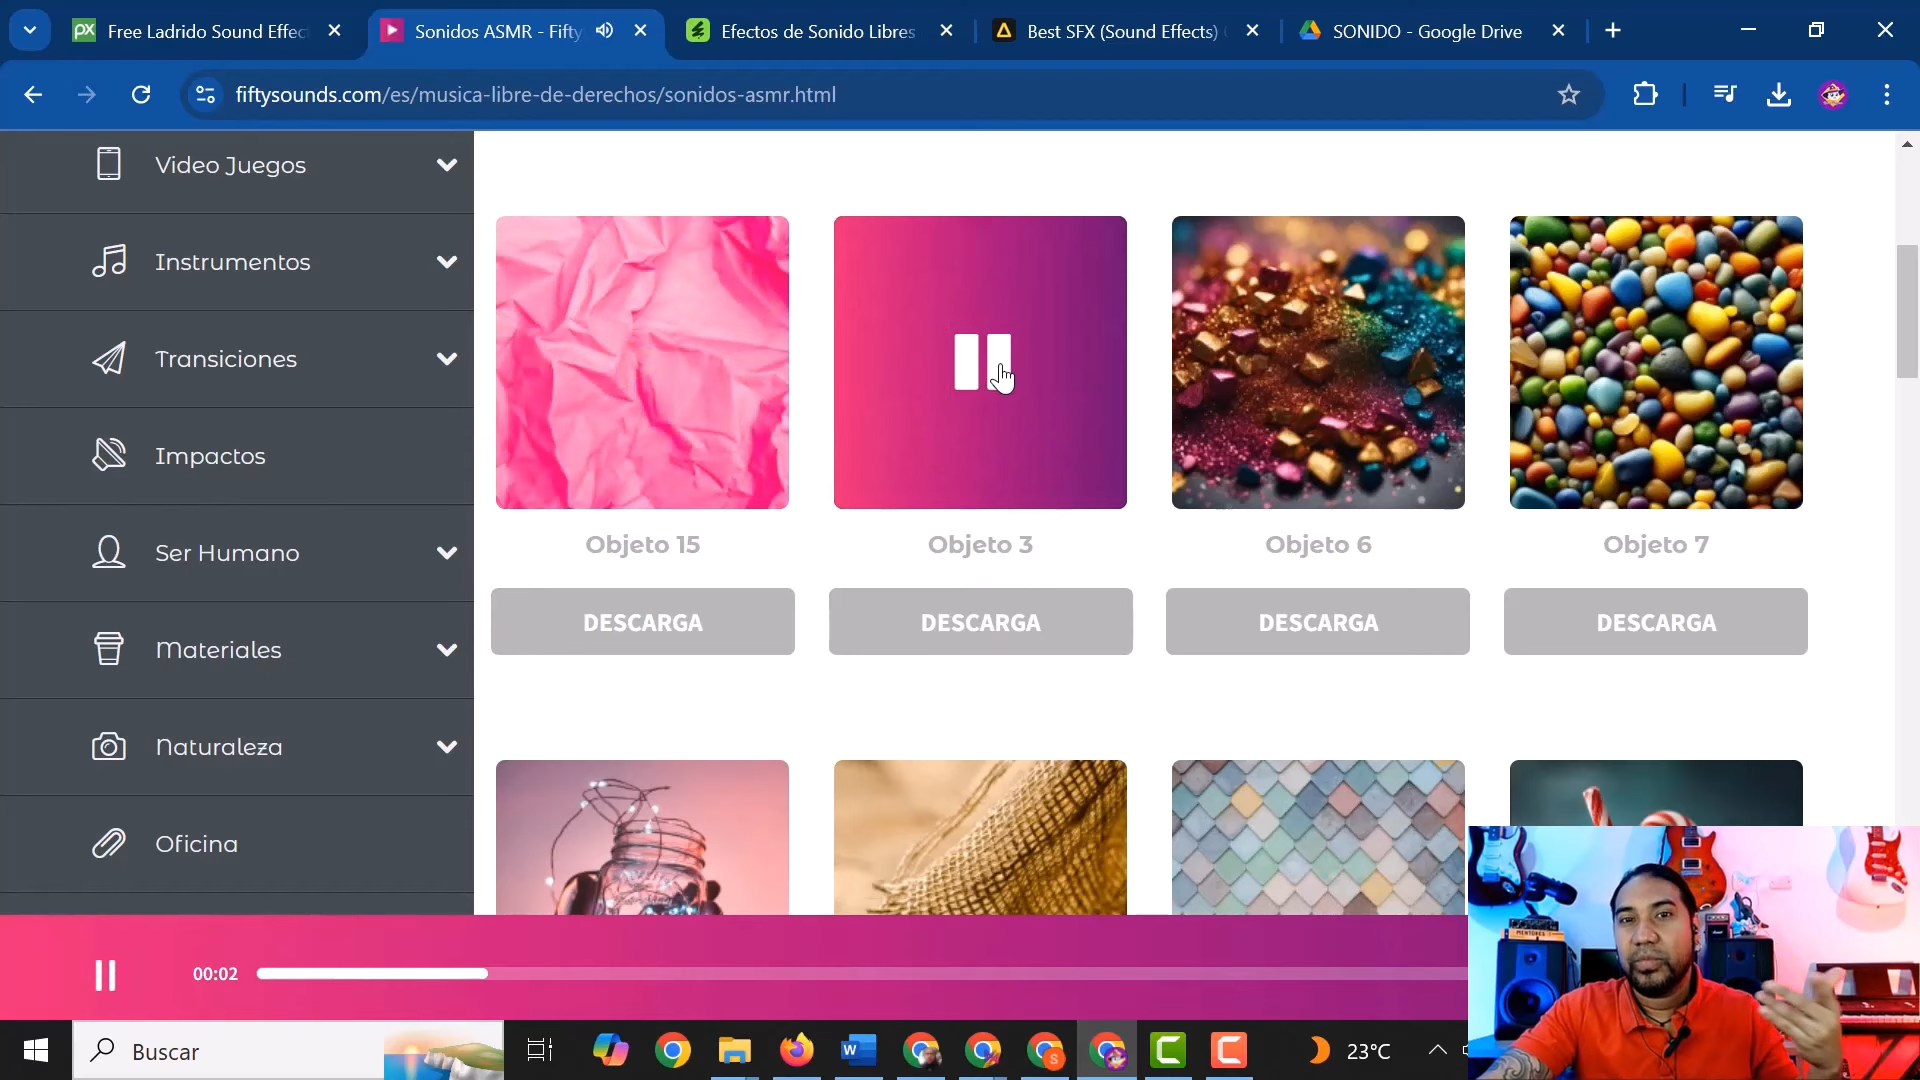 Free Ladrido Sound Effec
Sonidos ASMR - Fifty
Efectos de Sonido Libres
Best SFX (Sound Effects)
SONIDO - Google Drive
fiftysounds.com/es/musica-libre-de-derechos/sonidos-asmr.html
Video Juegos
Instrumentos
Transiciones
Impactos
Ser Humano
Materiales
Naturaleza
Oficina
Objeto 15
Objeto 3
Objeto 6
Objeto 7
DESCARGA
DESCARGA
DESCARGA
DESCARGA
00:02
Buscar
23°C